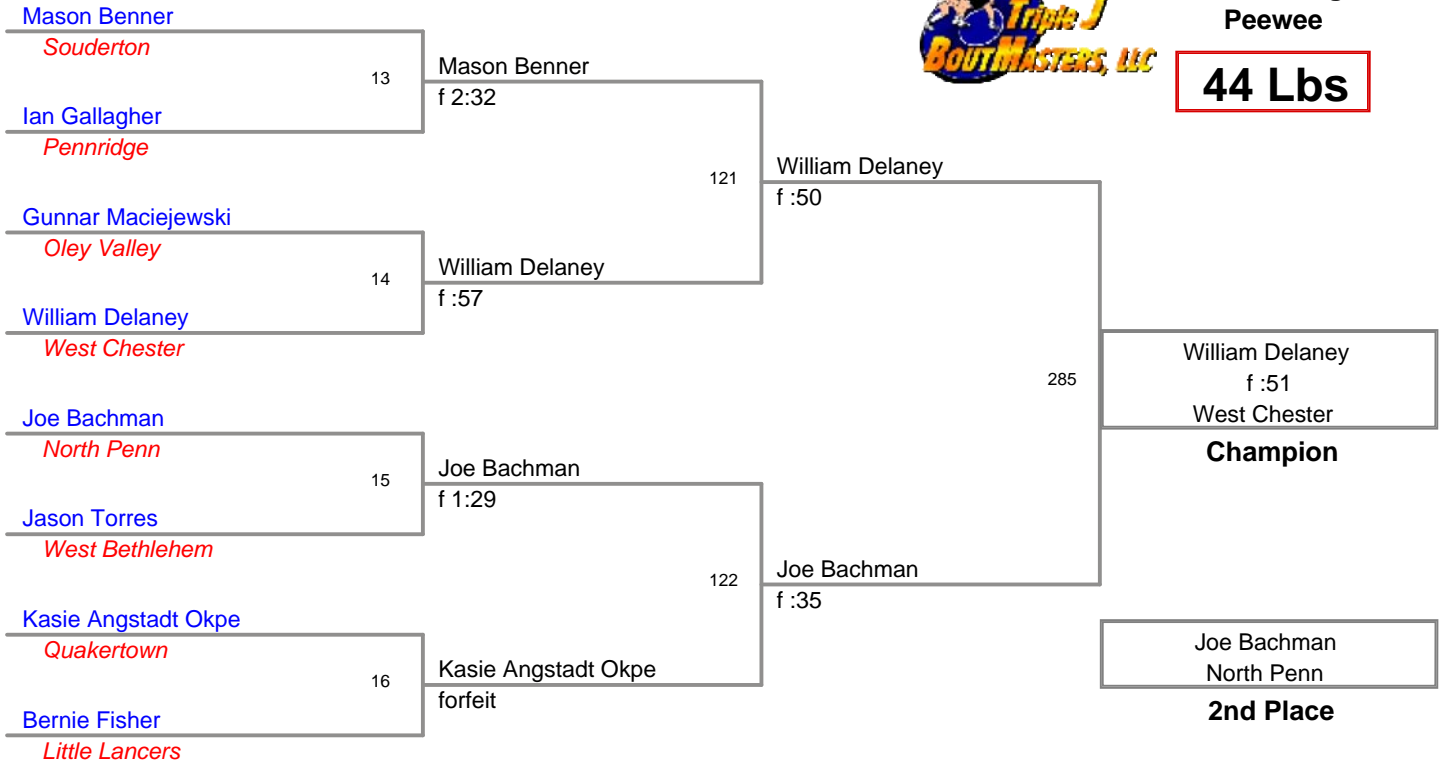 Mason Benner
Souderton
13
Ian Gallagher
Pennridge
Mason Benner
f 2:32
Gunnar Maciejewski
Oley Valley
14
William Delaney
West Chester
William Delaney
f :57
121
William Delaney
f :50
Joe Bachman
North Penn
15
Jason Torres
West Bethlehem
Joe Bachman
f 1:29
Kasie Angstadt Okpe
Quakertown
16
Bernie Fisher
Little Lancers
Kasie Angstadt Okpe
forfeit
122
Joe Bachman
f :35
285
Triple J
BOUTMASTERS, LLC
Peewee
44 Lbs
William Delaney
f :51
West Chester
Champion
Joe Bachman
North Penn
2nd Place